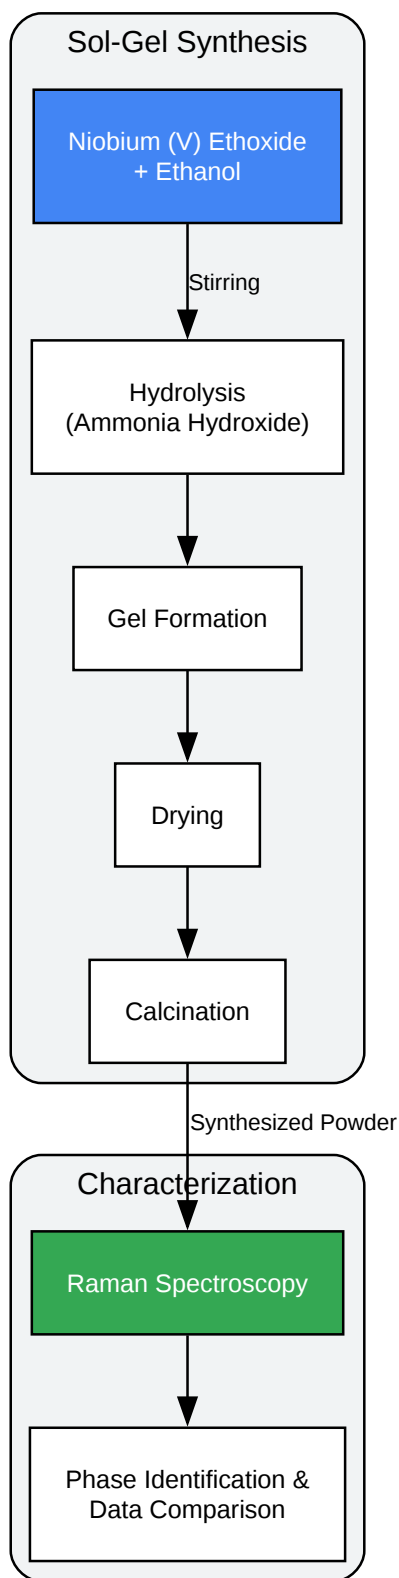 Sol-Gel Synthesis
Niobium (V) Ethoxide
+ Ethanol
Stirring
Hydrolysis
(Ammonia Hydroxide)
Gel Formation
Drying
Calcination
Synthesized Powder
Characterization
Raman Spectroscopy
Phase Identification &
Data Comparison